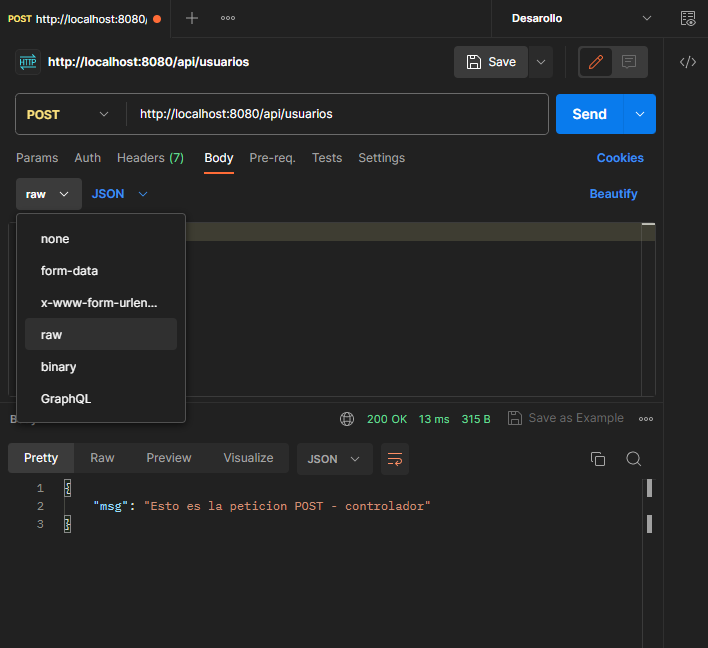 POST http://localhost:8080/ Desarollo
HTTP http://localhost:8080/api/usuarios Save
POST http://localhost:8080/api/usuarios Send
Params Auth Headers (7) Body Pre-req. Tests Settings Cookies
raw JSON Beautify
none
form-data
x-www-form-urlen...
raw
binary
GraphQL
200 OK 13 ms 315 B Save as Example
Pretty Raw Preview Visualize JSON
1 {
2 "msg": "Esto es la peticion POST - controlador"
3 }